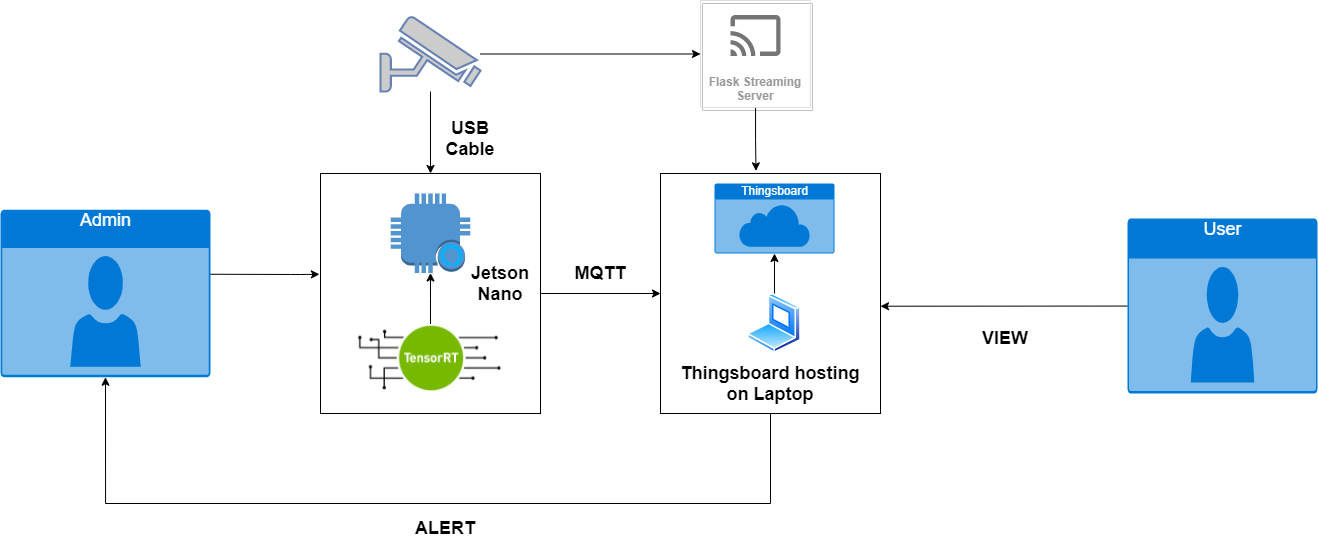 Flask Streaming
Server
USB
Cable
Admin
Thingsboard
User
Jetson
Nano
MQTT
TensorRT
VIEW
Thingsboard hosting
on Laptop
ALERT